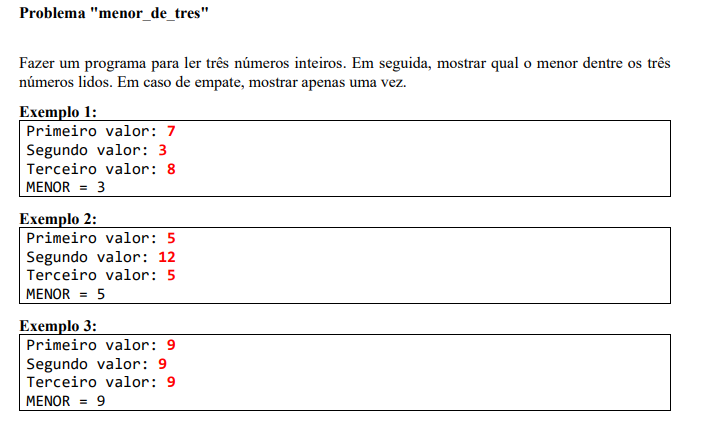 Problema "menor_de_tres"
Fazer um programa para ler três números inteiros. Em seguida, mostrar qual o menor dentre os três
números lidos. Em caso de empate, mostrar apenas uma vez.
Exemplo 1:
Primeiro valor: 7
Segundo valor: 3
Terceiro valor: 8
MENOR = 3
Exemplo 2:
Primeiro valor: 5
Segundo valor: 12
Terceiro valor: 5
MENOR = 5
Exemplo 3:
Primeiro valor: 9
Segundo valor: 9
Terceiro valor: 9
MENOR = 9